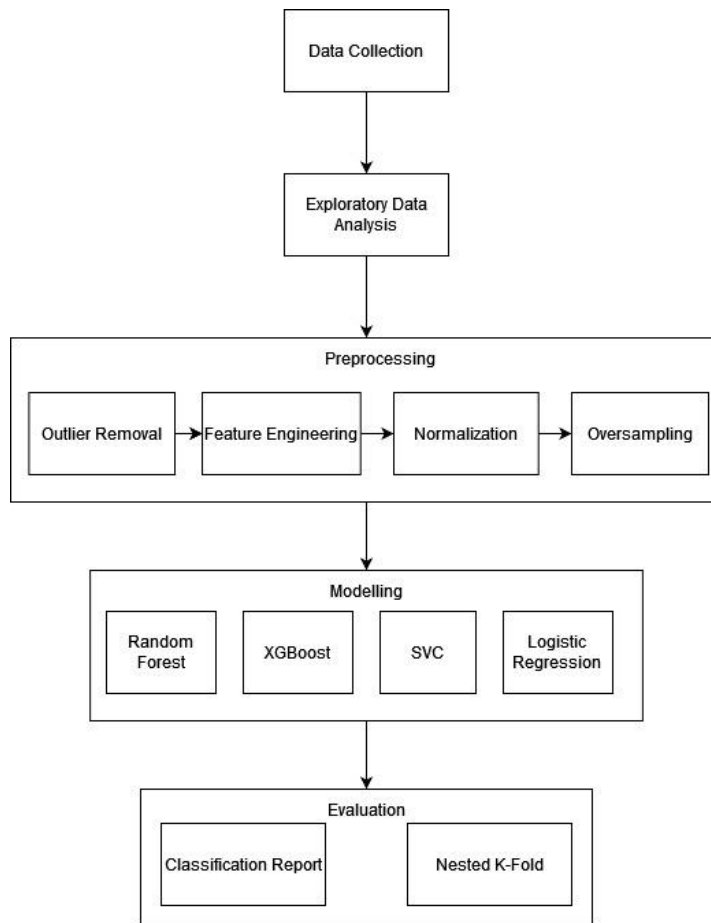 Data Collection
Exploratory Data
Analysis
Preprocessing
Outlier Removal
Feature Engineering
Normalization
Oversampling
Modelling
Random
Forest
XGBoost
SVC
Logistic
Regression
Evaluation
Classification Report
Nested K-Fold